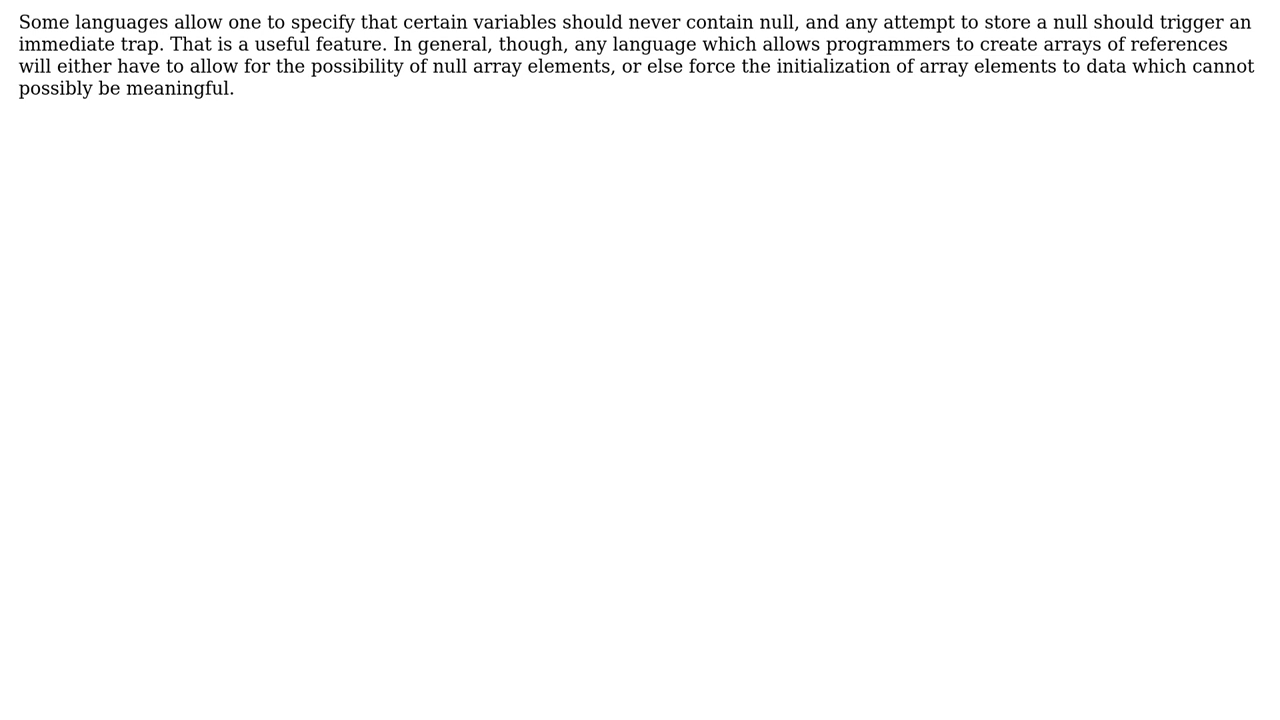 Some languages allow one to specify that certain variables should never contain null, and any attempt to store a null should trigger an
immediate trap. That is a useful feature. In general, though, any language which allows programmers to create arrays of references
will either have to allow for the possibility of null array elements, or else force the initialization of array elements to data which cannot
possibly be meaningful.